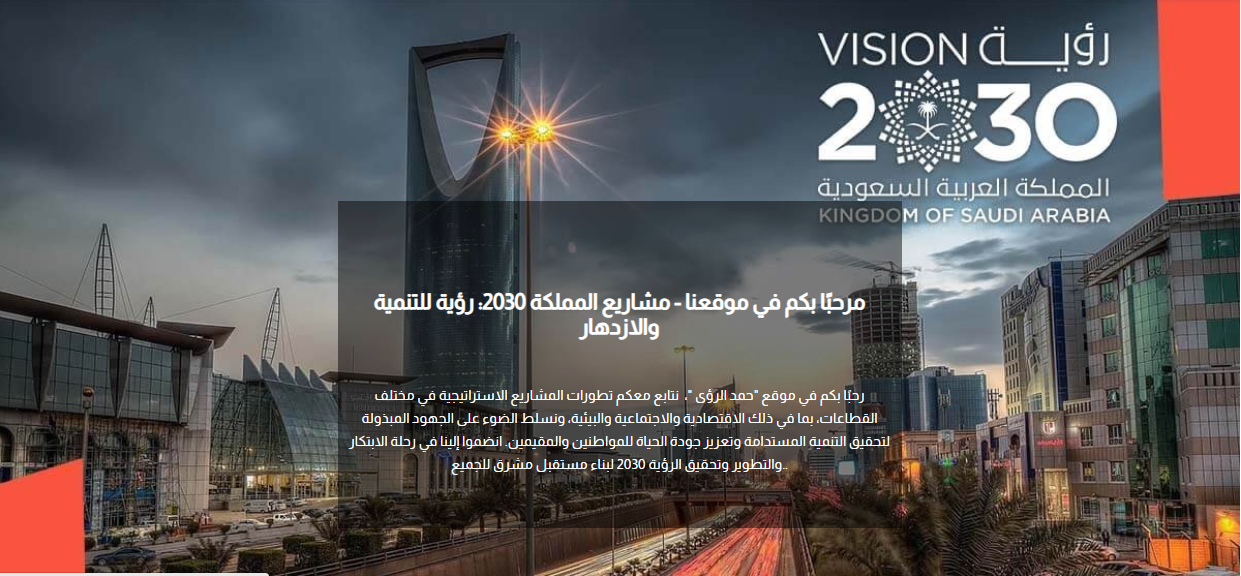 VISION رؤيـــة
2030
المملكة العربية السعودية
KINGDOM OF SAUDI ARABIA
مرحبًا بكم في موقعنا - مشاريع المملكة 2030: رؤية للتنمية
والازدهار
رحبًا بكم في موقع "حمد الرؤى ". نتابع معكم تطورات المشاريع الاستراتيجية في مختلف
القطاعات، بما في ذلك الاقتصادية والاجتماعية والبيئية، ونسلط الضوء على الجهود المبذولة
لتحقيق التنمية المستدامة وتعزيز جودة الحياة للمواطنين والمقيمين. انضموا إلينا في رحلة الابتكار
والتطوير وتحقيق الرؤية 2030 لبناء مستقبل مشرق للجميع..